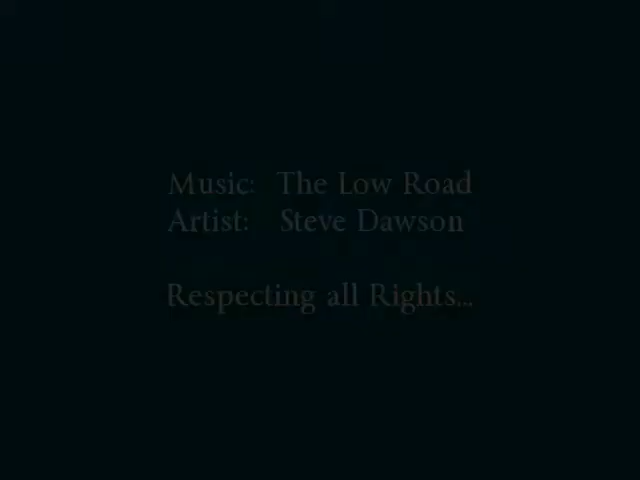 Music: The Low Road
Artist: Steve Dawson
Respecting all Rights...